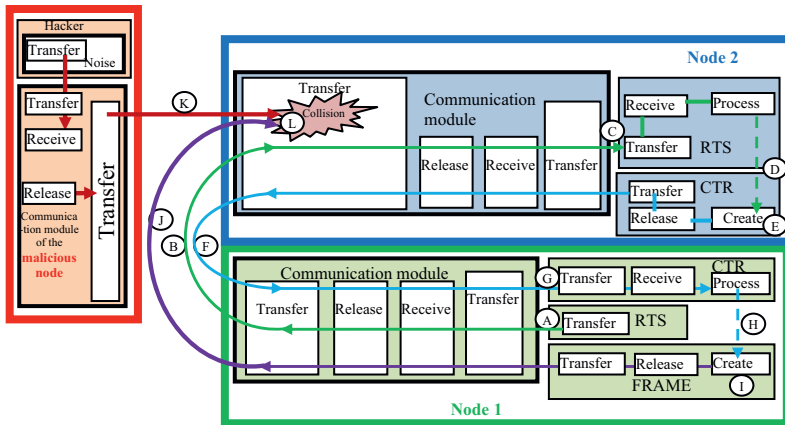 Hacker
Transfer
Noise
Transfer
Receive
Release
Transfer
Communica
-tion module
of the
malicious
node
K
J
B
F
Node 2
Transfer
Collision
L
Communication
module
Release
Receive
Transfer
C
Receive
Process
Transfer
RTS
D
Transfer
CTR
Release
Create
E
Communication module
Transfer
Release
Receive
Transfer
G
Transfer
Receive
CTR
Process
A
Transfer
RTS
H
Transfer
Release
Create
FRAME
I
Node 1